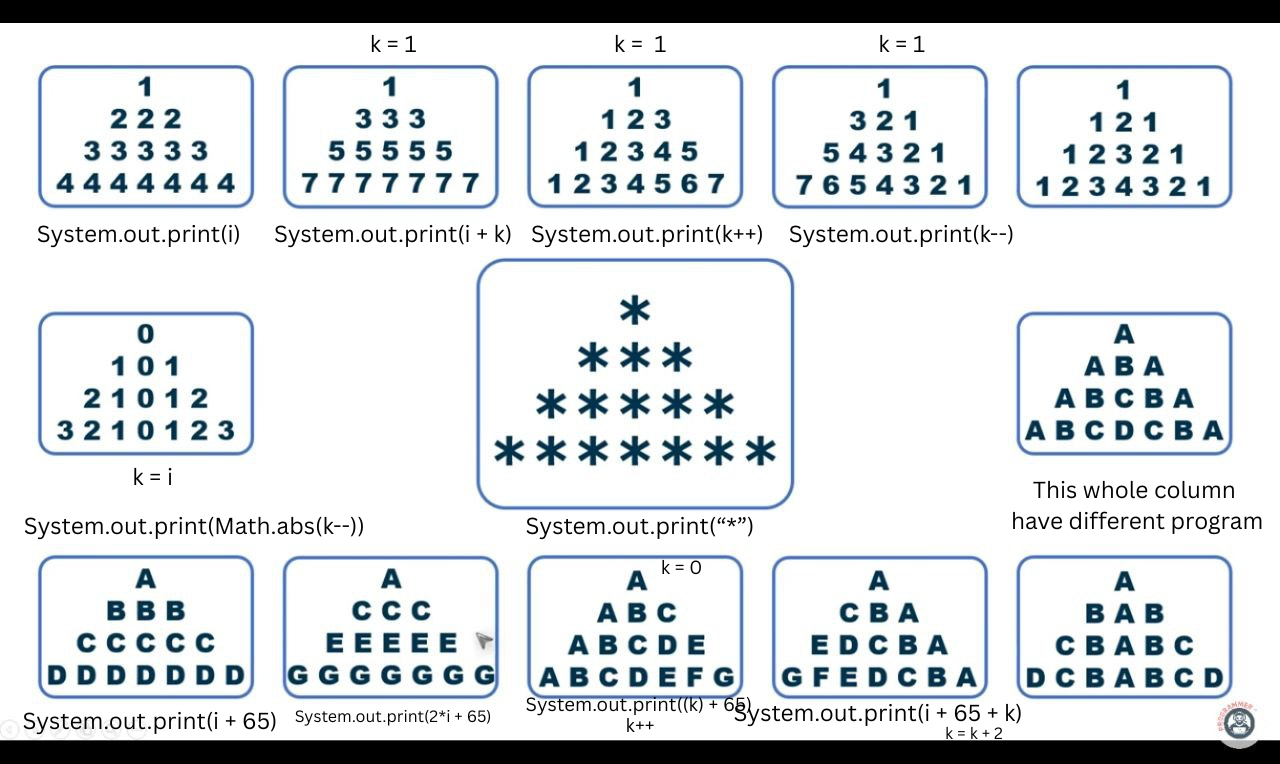 k = 1
k = 1
k = 1
1
2 2 2
3 3 3 3 3
4 4 4 4 4 4 4
System.out.print(i)
1
3 3 3
5 5 5 5 5
7 7 7 7 7 7 7
System.out.print(i + k)
1
1 2 3
1 2 3 4 5
1 2 3 4 5 6 7
System.out.print(k++)
1
3 2 1
5 4 3 2 1
7 6 5 4 3 2 1
System.out.print(k--)
1
1 2 1
1 2 3 2 1
1 2 3 4 3 2 1
0
1 0 1
2 1 0 1 2
3 2 1 0 1 2 3
k = i
System.out.print(Math.abs(k--))
*
* * *
* * * * *
* * * * * * *
System.out.print(“*”)
A
A B A
A B C B A
A B C D C B A
This whole column
have different program
A
B B B
C C C C C
D D D D D D D
System.out.print(i + 65)
A
C C C
E E E E E
G G G G G G G
System.out.print(2*i + 65)
k = 0
A
A B C
A B C D E
A B C D E F G
System.out.print((k) + 65)
k++
A
C B A
E D C B A
G F E D C B A
System.out.print(i + 65 + k)
k = k + 2
A
B A B
C B A B C
D C B A B C D